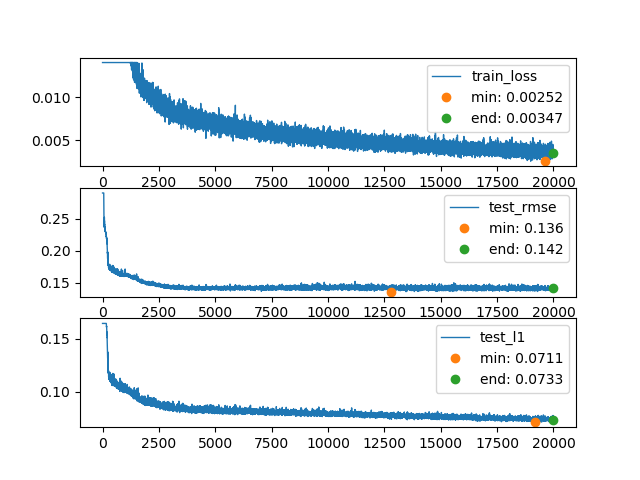 0.010
0.005
train_loss
min: 0.00252
end: 0.00347
0 2500 5000 7500 10000 12500 15000 17500 20000
0.25
0.20
0.15
test_rmse
min: 0.136
end: 0.142
0 2500 5000 7500 10000 12500 15000 17500 20000
0.15
0.10
test_l1
min: 0.0711
end: 0.0733
0 2500 5000 7500 10000 12500 15000 17500 20000